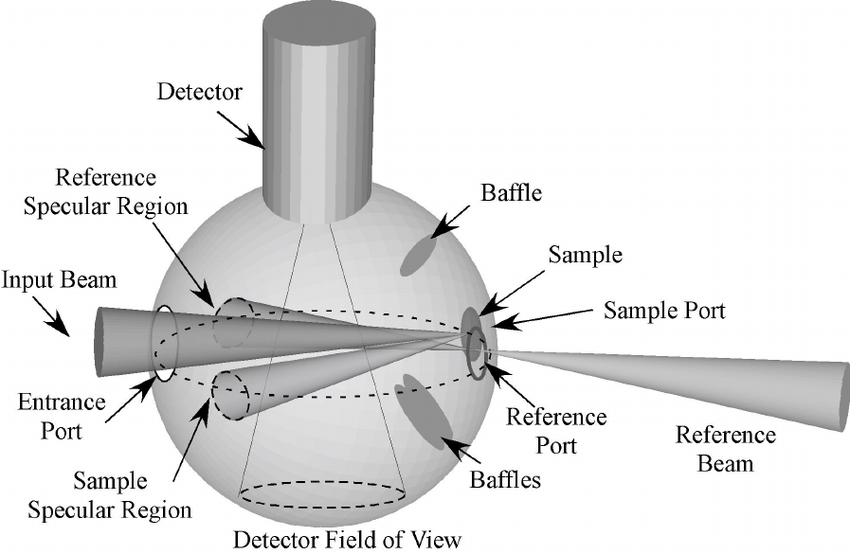 Detector
Reference
Specular Region
Baffle
Input Beam
Sample
Sample Port
Entrance
Port
Reference
Port
Reference
Beam
Sample
Specular Region
Baffles
Detector Field of View